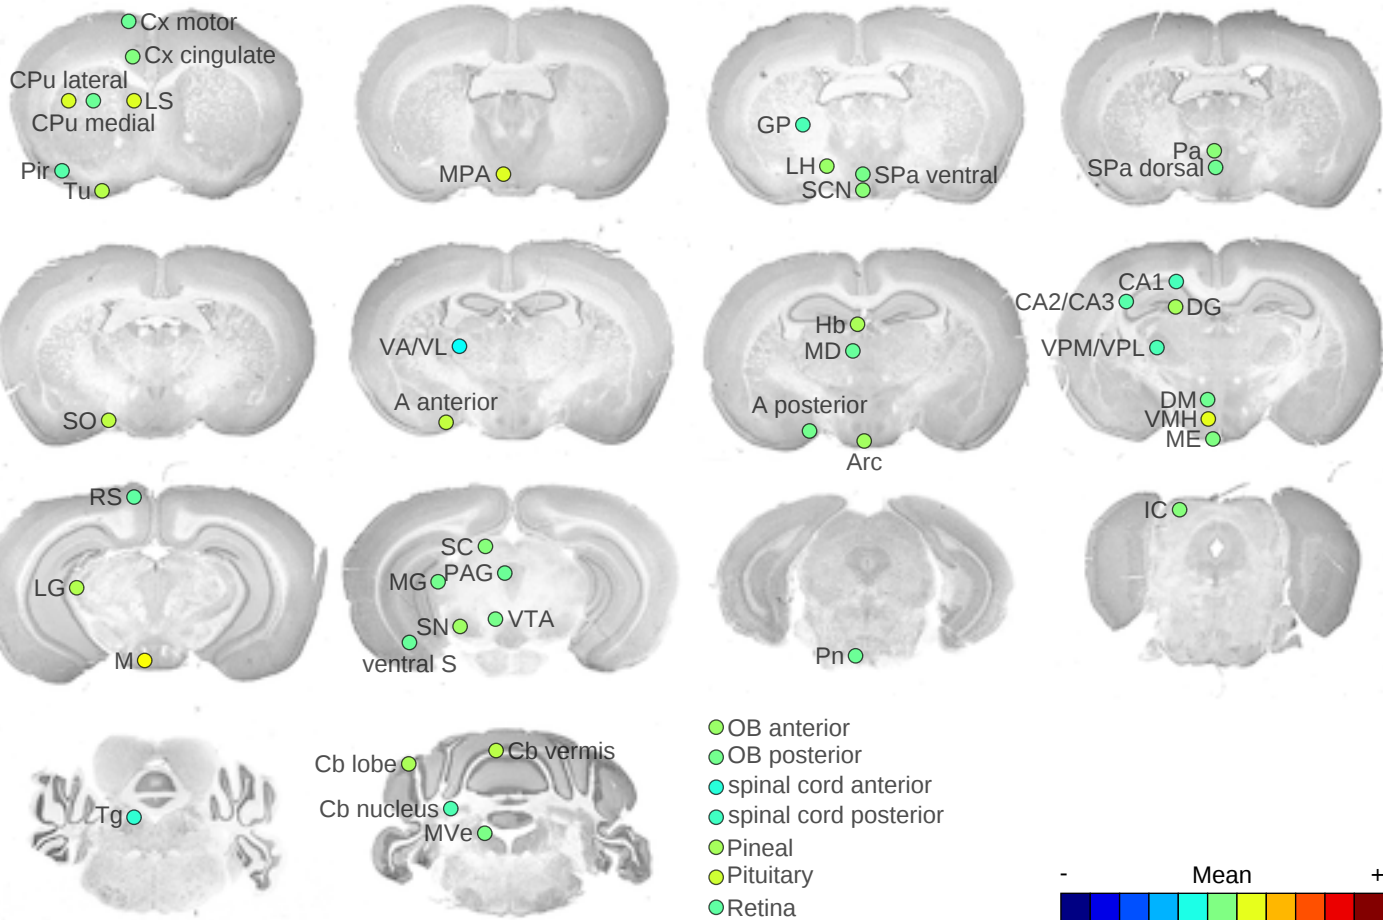 Cx motor
Cx cingulate
CPu lateral
LS
CPu medial
Pir
Tu
MPA
GP
LH
SPa ventral
SCN
Pa
SPa dorsal
SO
VA/VL
A anterior
Hb
MD
A posterior
Arc
CA1
CA2/CA3
DG
VPM/VPL
DM
VMH
ME
RS
LG
M
SC
MG
PAG
SN
VTA
ventral S
Pn
IC
Tg
Cb lobe
Cb vermis
Cb nucleus
MVe
OB anterior
OB posterior
spinal cord anterior
spinal cord posterior
Pineal
Pituitary
Retina
- Mean +